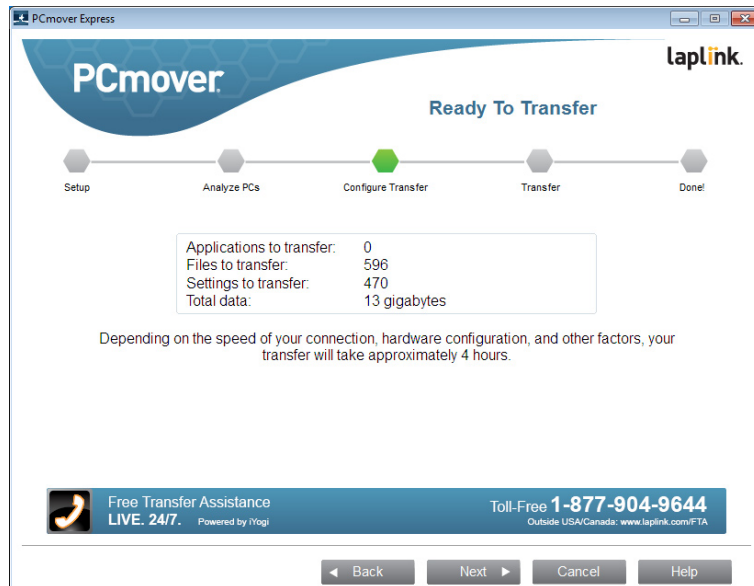 PCmover Express
laplink.
PCmover.
Ready To Transfer
Setup
Analyze PCs
Configure Transfer
Transfer
Done!
Applications to transfer: 0
Files to transfer: 596
Settings to transfer: 470
Total data: 13 gigabytes
Depending on the speed of your connection, hardware configuration, and other factors, your
transfer will take approximately 4 hours.
Free Transfer Assistance
LIVE. 24/7. Powered by iYogi
Toll-Free 1-877-904-9644
Outside USA/Canada: www.laplink.com/FTA
Back
Next
Cancel
Help